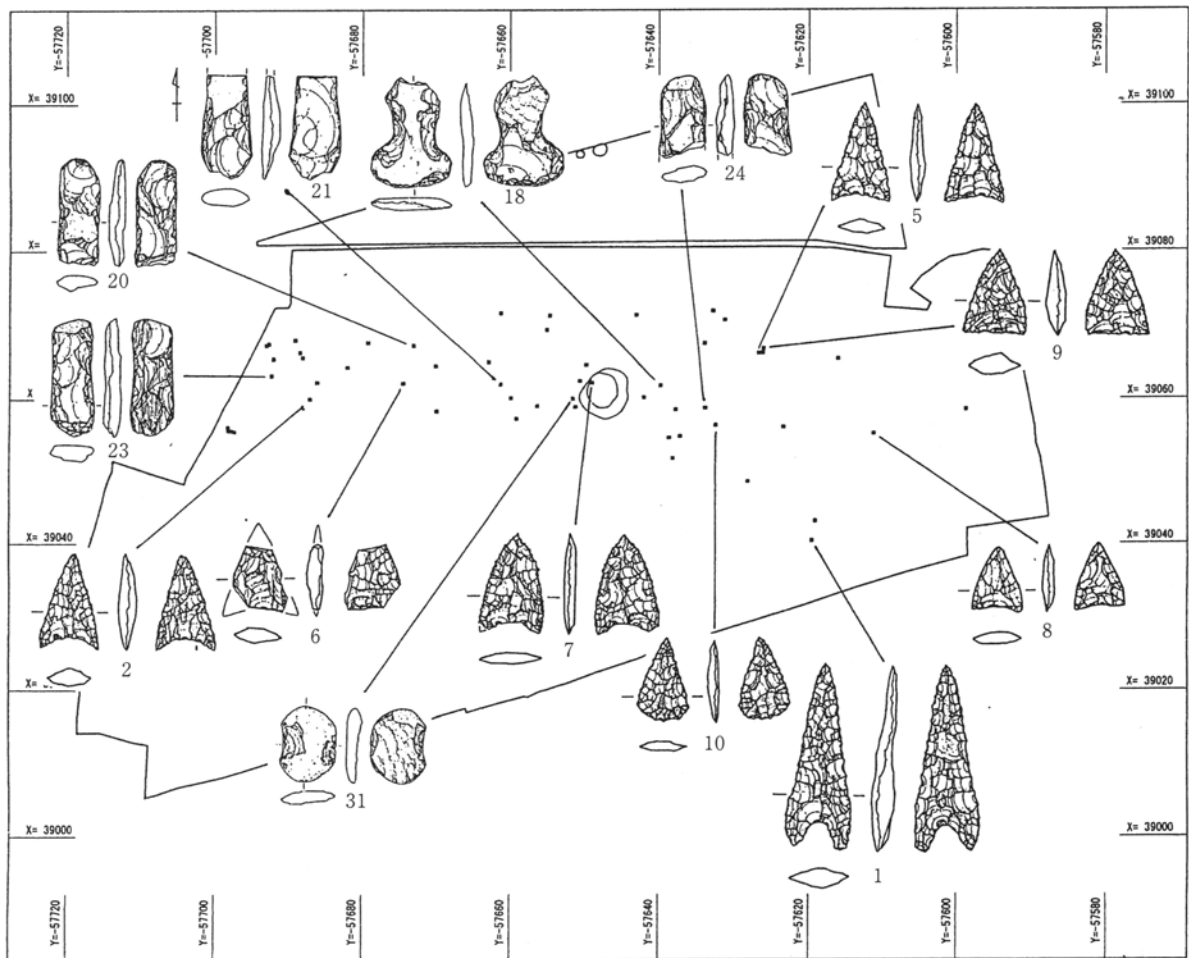 Y=-57720
Y=-57700
Y=-57680
Y=-57660
Y=-57640
Y=-57620
Y=-57600
Y=-57580
X= 39100
X= 39100
21
18
24
5
X=
X= 39080
20
9
X
X= 39060
23
X= 39040
X= 39040
2
6
7
10
8
X=
X= 39020
31
1
X= 39000
X= 39000
Y=-57720
Y=-57700
Y=-57680
Y=-57660
Y=-57640
Y=-57620
Y=-57600
Y=-57580